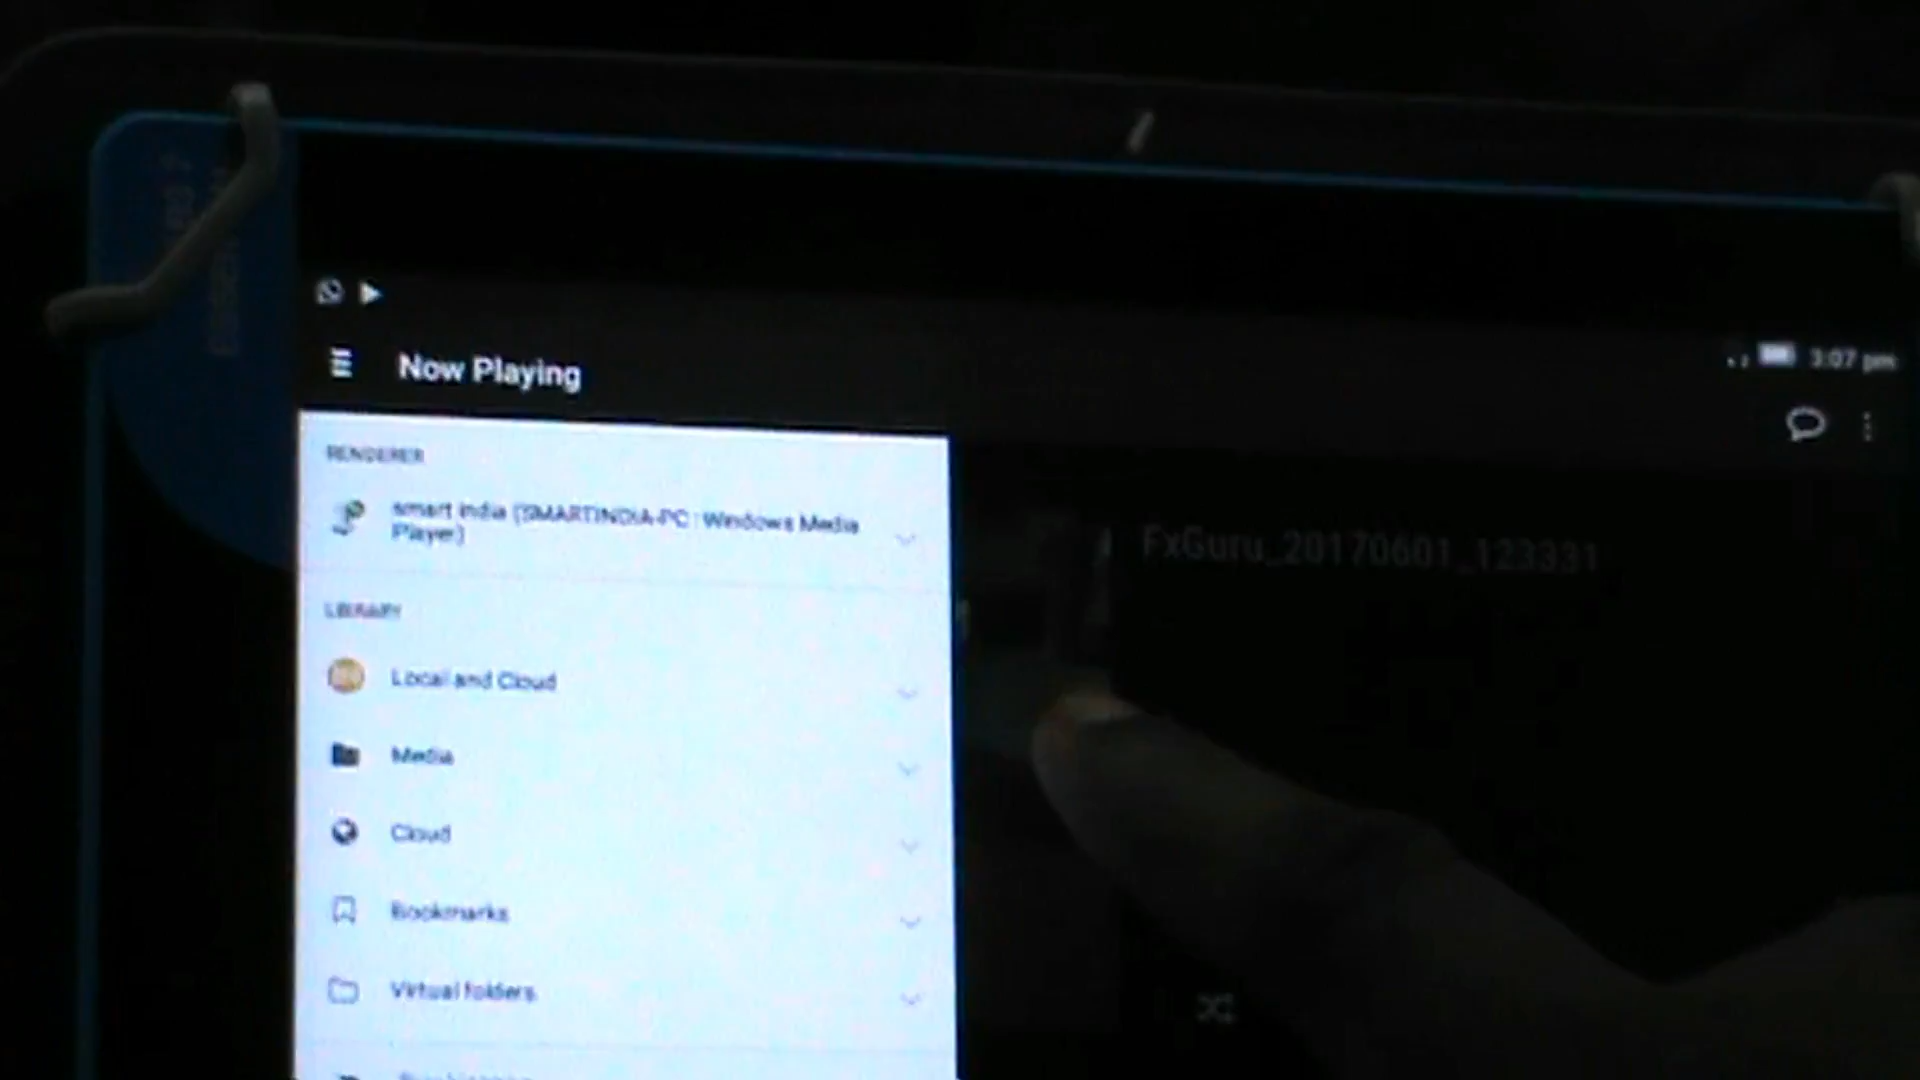 Now Playing
3:07 pm
RENDERER
smart india (SMARTINDIA-PC : Windows Media
Player)
FxGuru_20170601_123331
LIBRARY
Local and Cloud
Media
Cloud
Bookmarks
Virtual folders